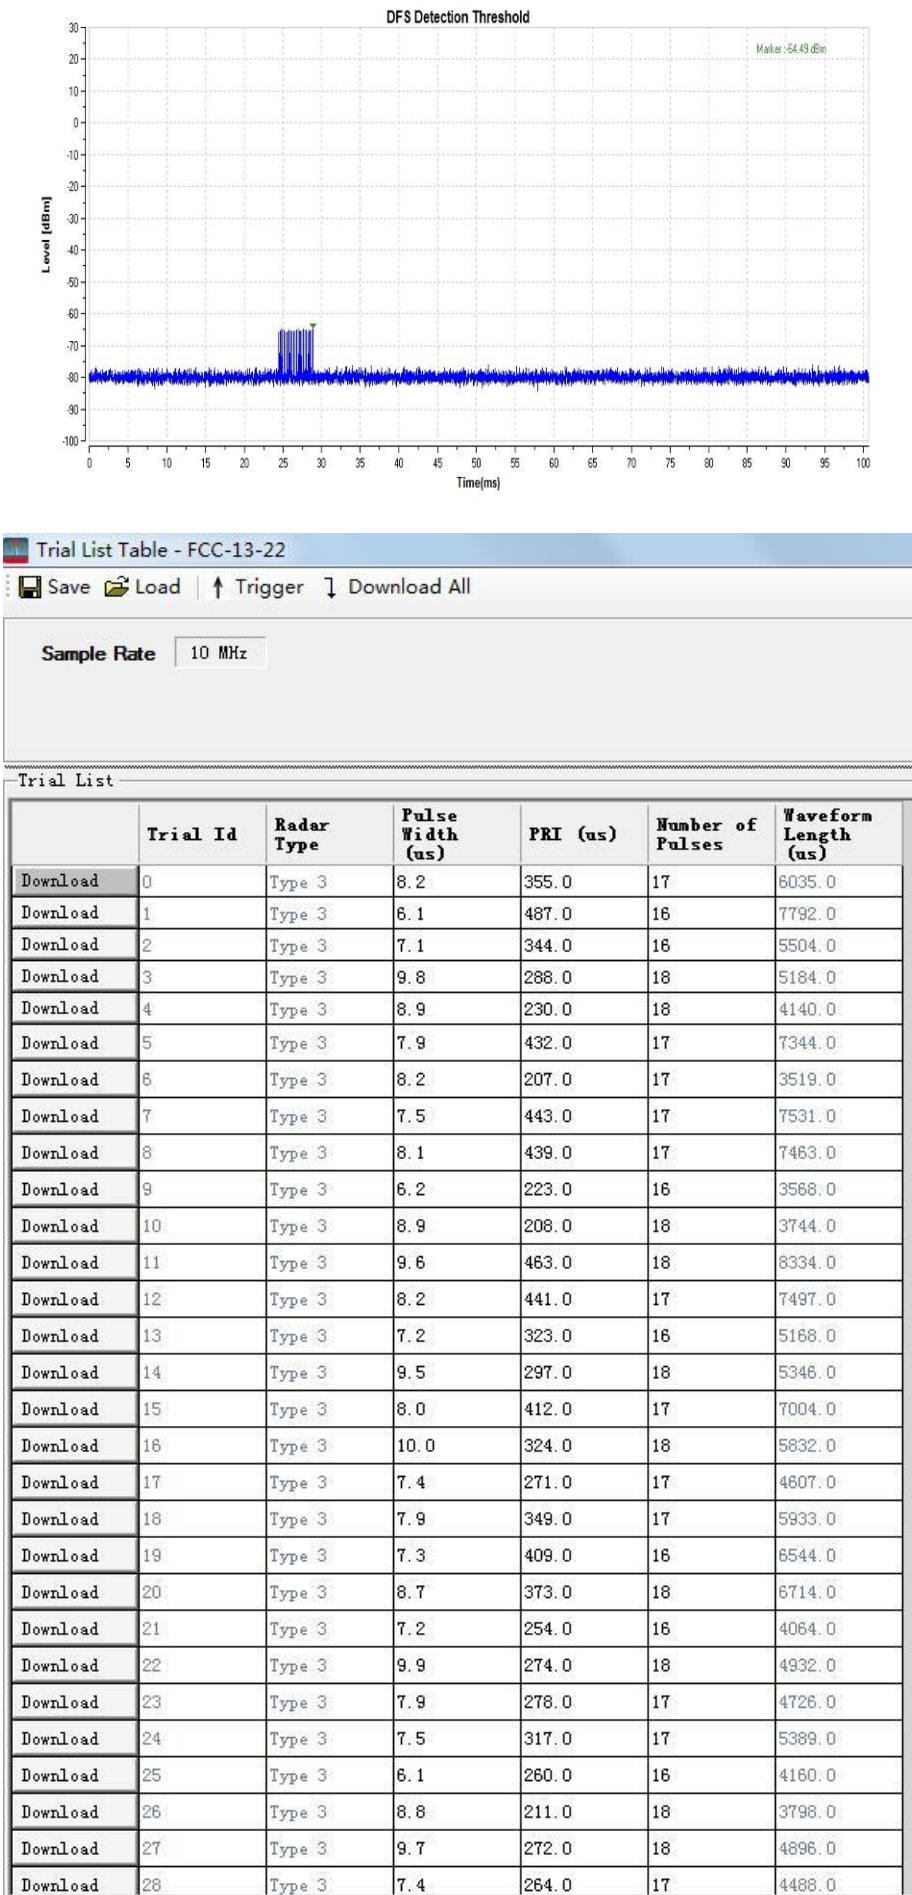 DFS Detection Threshold
Marker :-64.49 dBm
30
20
10
0
-10
-20
-30
-40
-50
-60
-70
-80
-90
-100
Level [dBm]
0 5 10 15 20 25 30 35 40 45 50 55 60 65 70 75 80 85 90 95 100
Time(ms)
Trial List Table - FCC-13-22
Save Load Trigger Download All
Sample Rate 10 MHz
Trial List
Trial Id Radar Type Pulse Width (us) PRI (us) Number of Pulses Waveform Length (us)
Download 0 Type 3 8.2 355.0 17 6035.0
Download 1 Type 3 6.1 487.0 16 7792.0
Download 2 Type 3 7.1 344.0 16 5504.0
Download 3 Type 3 9.8 288.0 18 5184.0
Download 4 Type 3 8.9 230.0 18 4140.0
Download 5 Type 3 7.9 432.0 17 7344.0
Download 6 Type 3 8.2 207.0 17 3519.0
Download 7 Type 3 7.5 443.0 17 7531.0
Download 8 Type 3 8.1 439.0 17 7463.0
Download 9 Type 3 6.2 223.0 16 3568.0
Download 10 Type 3 8.9 208.0 18 3744.0
Download 11 Type 3 9.6 463.0 18 8334.0
Download 12 Type 3 8.2 441.0 17 7497.0
Download 13 Type 3 7.2 323.0 16 5168.0
Download 14 Type 3 9.5 297.0 18 5346.0
Download 15 Type 3 8.0 412.0 17 7004.0
Download 16 Type 3 10.0 324.0 18 5832.0
Download 17 Type 3 7.4 271.0 17 4607.0
Download 18 Type 3 7.9 349.0 17 5933.0
Download 19 Type 3 7.3 409.0 16 6544.0
Download 20 Type 3 8.7 373.0 18 6714.0
Download 21 Type 3 7.2 254.0 16 4064.0
Download 22 Type 3 9.9 274.0 18 4932.0
Download 23 Type 3 7.9 278.0 17 4726.0
Download 24 Type 3 7.5 317.0 17 5389.0
Download 25 Type 3 6.1 260.0 16 4160.0
Download 26 Type 3 8.8 211.0 18 3798.0
Download 27 Type 3 9.7 272.0 18 4896.0
Download 28 Type 3 7.4 264.0 17 4488.0